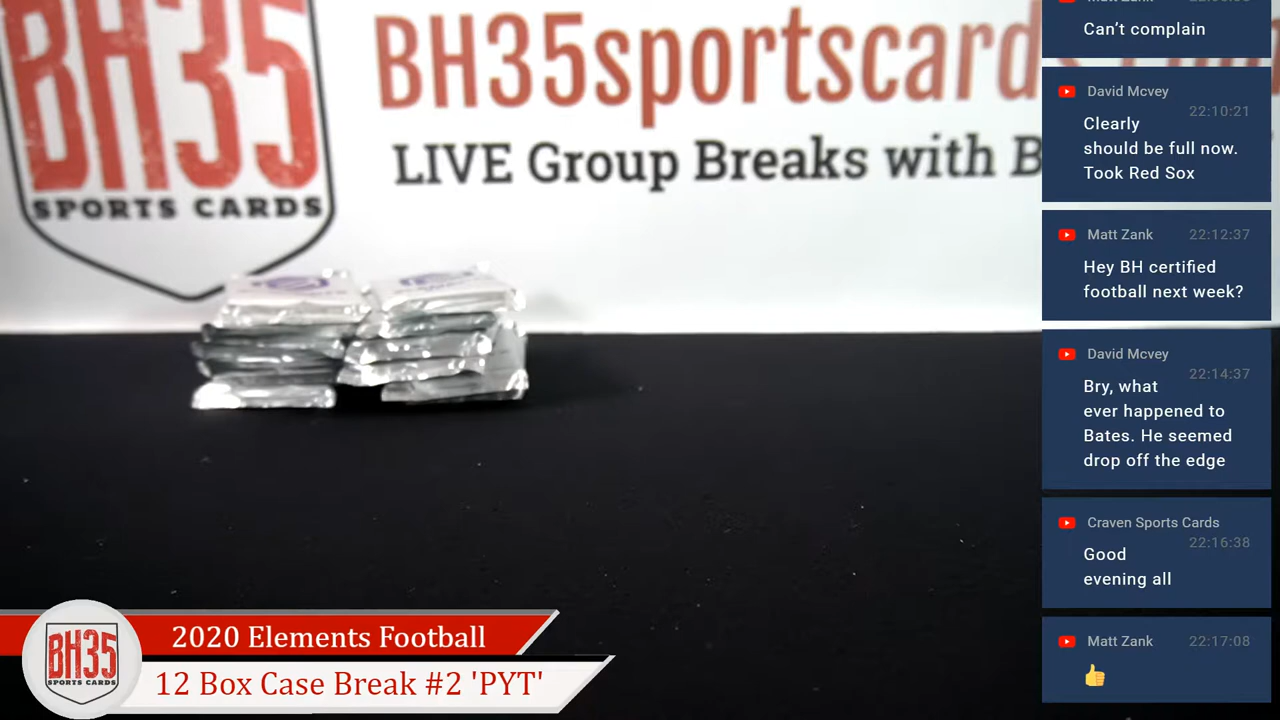 BH35
SPORTS CARDS
BH35sportscard
LIVE Group Breaks with B
Can't complain
David Mcvey
22:10:21
Clearly
should be full now.
Took Red Sox
Matt Zank 22:12:37
Hey BH certified
football next week?
David Mcvey
22:14:37
Bry, what
ever happened to
Bates. He seemed
drop off the edge
Craven Sports Cards
22:16:38
Good
evening all
Matt Zank 22:17:08
👍
BH35
SPORTS CARDS
2020 Elements Football
12 Box Case Break #2 'PYT'